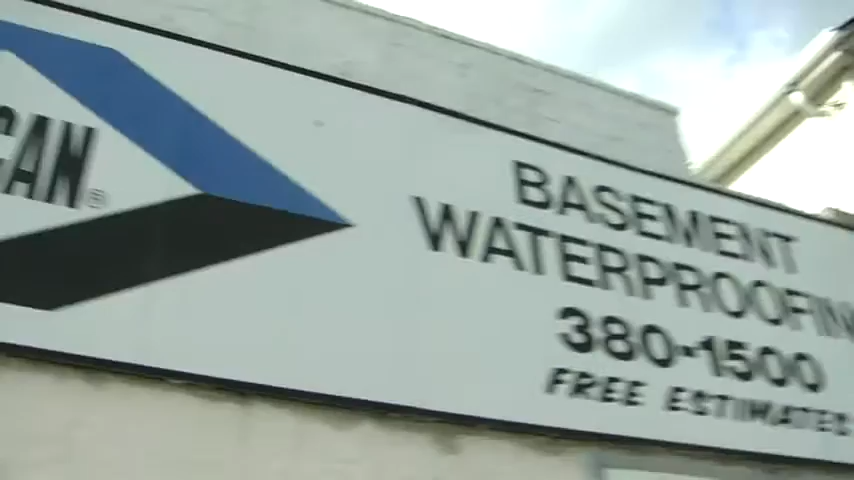 CAN®
BASEMENT
WATERPROOFIN
380-1500
FREE ESTIMATES